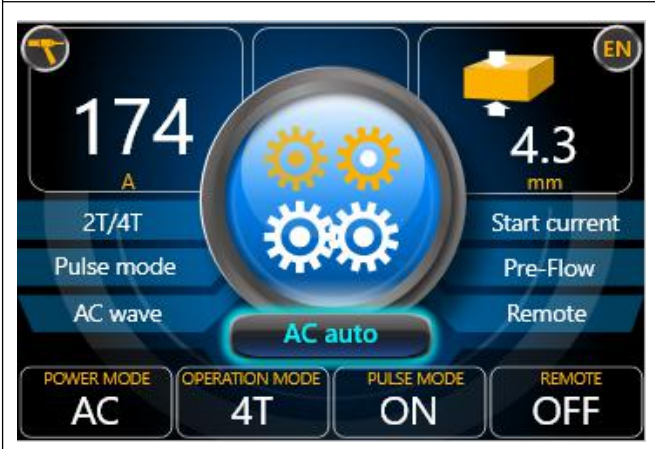 EN
174
A
4.3
mm
2T/4T
Start current
Pulse mode
Pre-Flow
AC wave
Remote
AC auto
POWER MODE
AC
OPERATION MODE
4T
PULSE MODE
ON
REMOTE
OFF